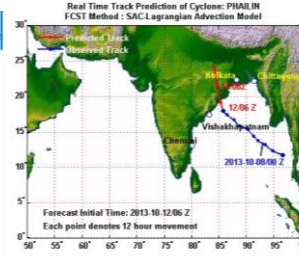 Real Time Track Prediction of Cyclone: PHAILIN
FCST Method : SAC-Lagrangian Advection Model
30°
Predicted Track
Observed Track
25°
Kolkata
Chittagong
20°
12/06 Z
Vishakhapatnam
15°
Chennai
2013-10-08/00 Z
10°
5°
Forecast Initial Time: 2013-10-12/06 Z
Each point denotes 12 hour movement
0°
50° 55° 60° 65° 70° 75° 80° 85° 90° 95°